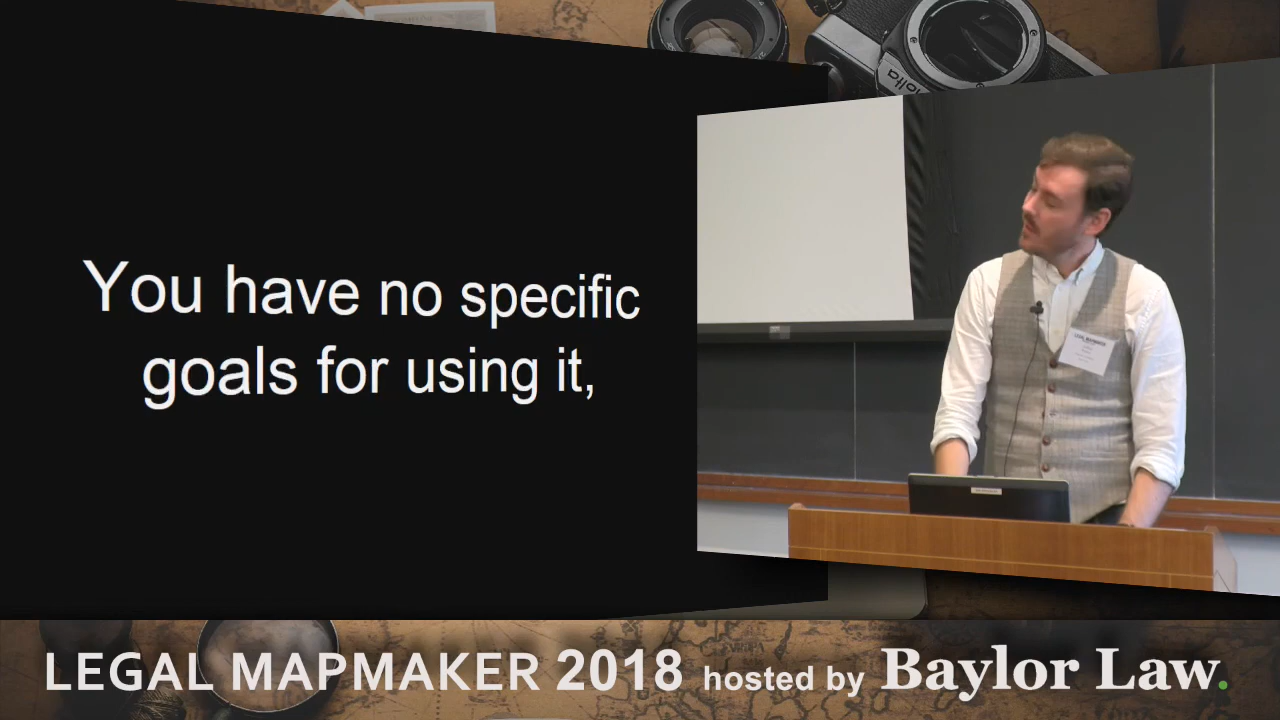 You have no specific
goals for using it,
LEGAL MAPMAKER 2018 hosted by Baylor Law.